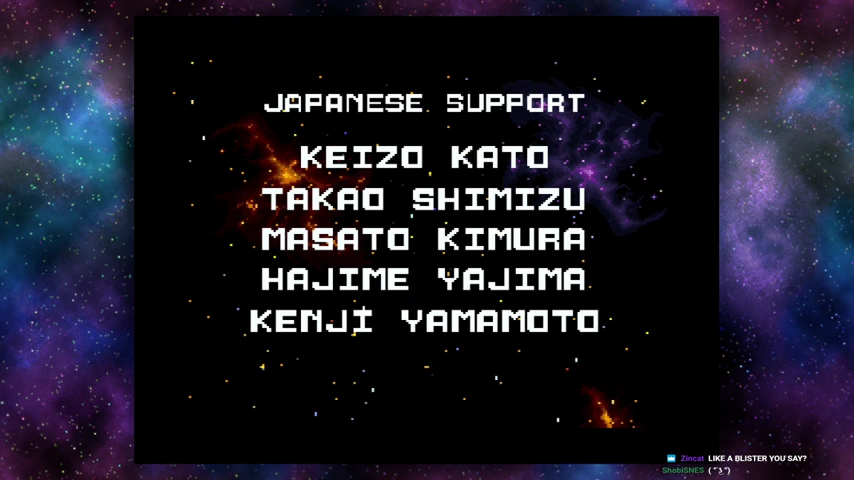 JAPANESE SUPPORT
KEIZO KATO
TAKAO SHIMIZU
MASATO KIMURA
HAJIME YAJIMA
KENJI YAMAMOTO
Zincat LIKE A BLISTER YOU SAY?
ShobiSNES ( ͡° ͜ʖ ͡°)